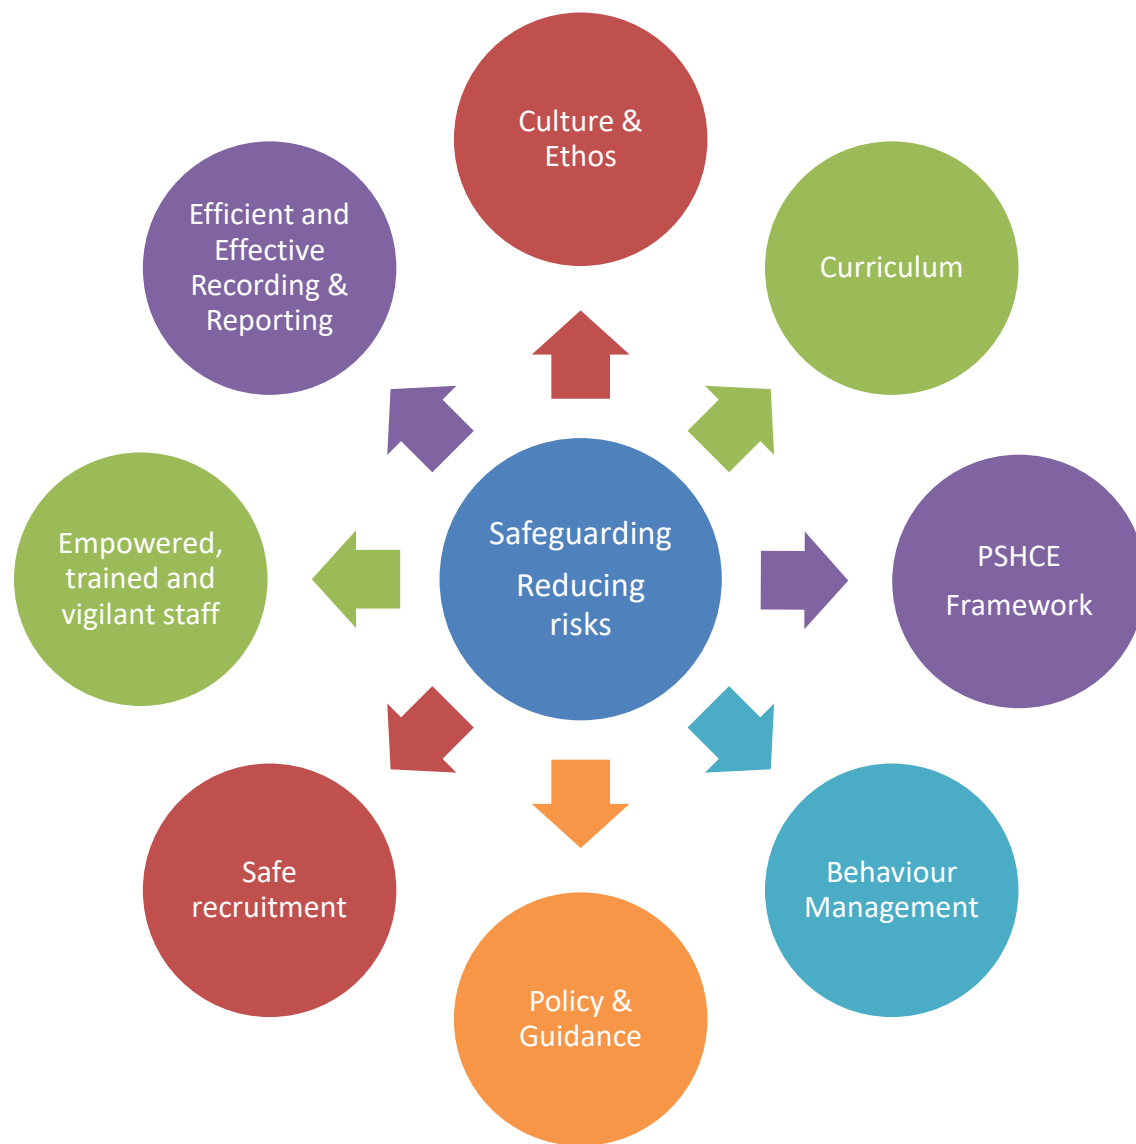 Culture &
Ethos
Curriculum
PSHCE
Framework
Behaviour
Management
Policy &
Guidance
Safe
recruitment
Empowered,
trained and
vigilant staff
Efficient and
Effective
Recording &
Reporting
Safeguarding
Reducing
risks